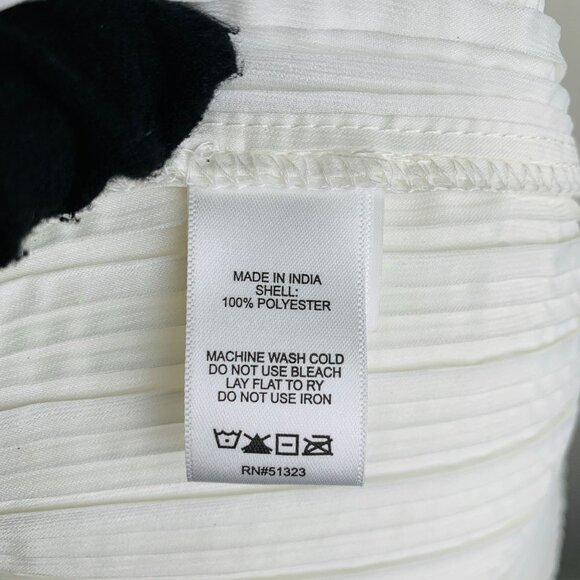 MADE IN INDIA
SHELL:
100% POLYESTER
MACHINE WASH COLD
DO NOT USE BLEACH
LAY FLAT TO RY
DO NOT USE IRON
RN#51323